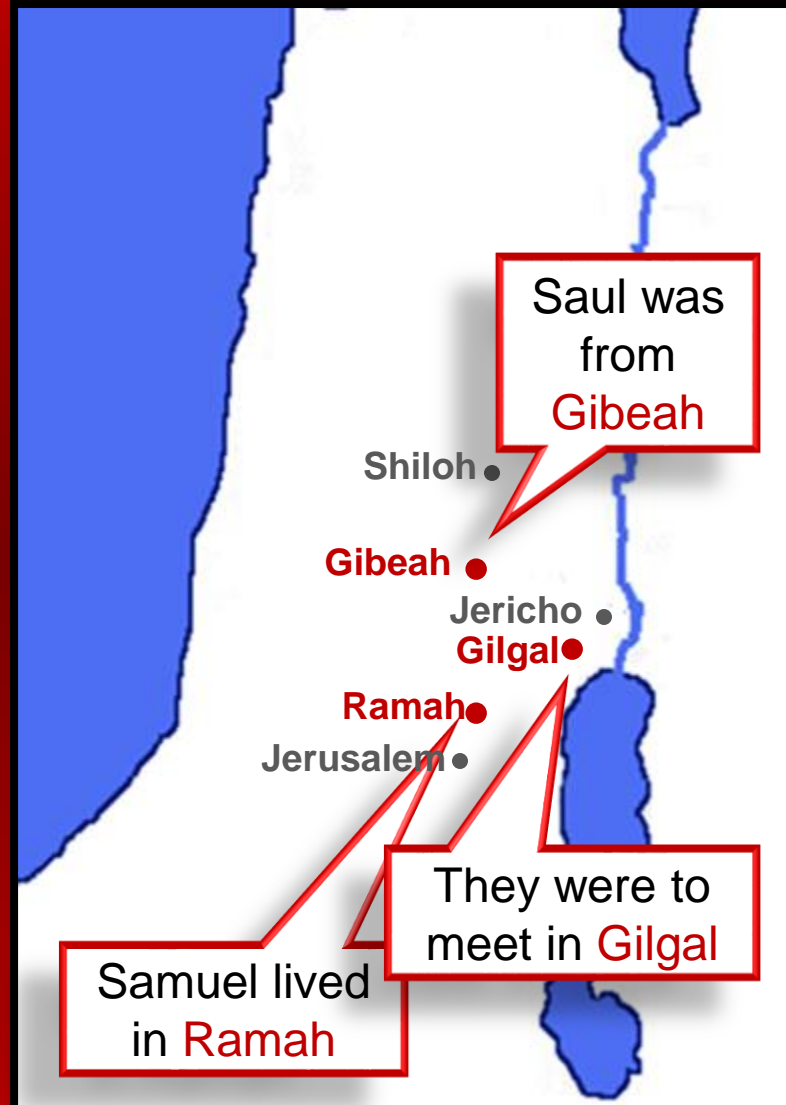 Saul was
from
Gibeah
Shiloh
Gibeah
Jericho
Gilgal
Ramah
Jerusalem
They were to
meet in Gilgal
Samuel lived
in Ramah